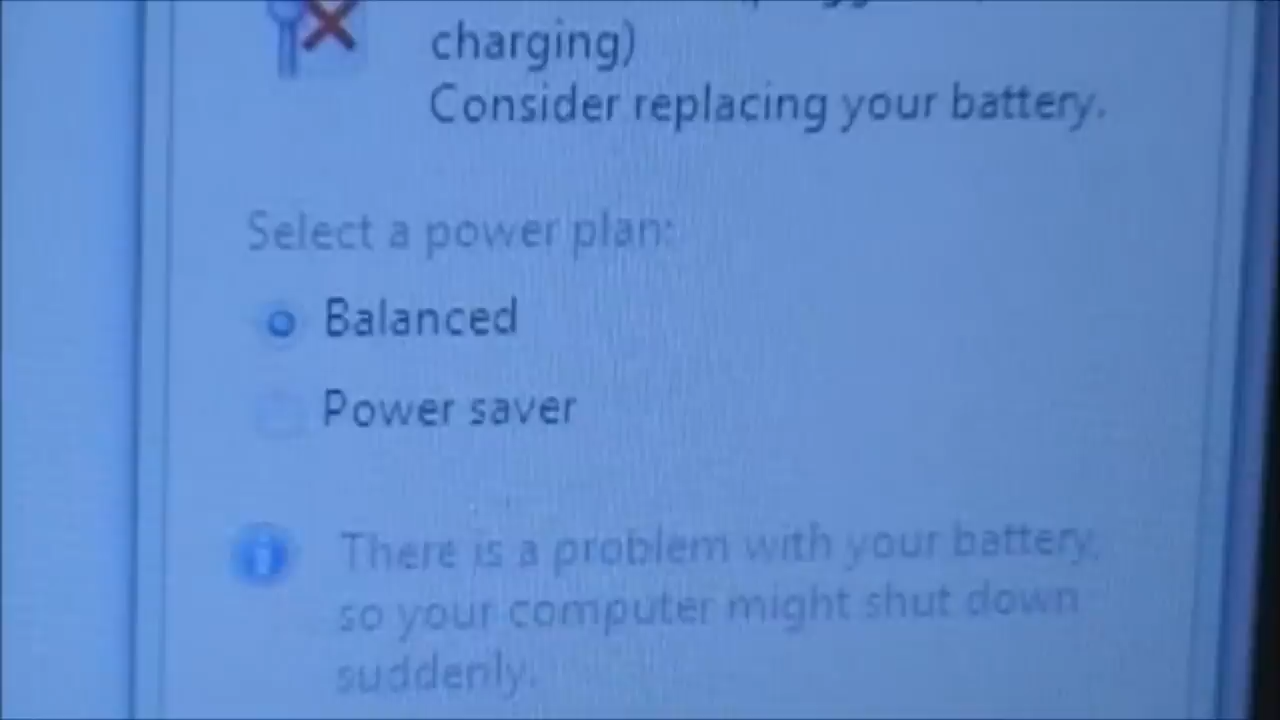 charging)
Consider replacing your battery.
Select a power plan:
Balanced
Power saver
There is a problem with your battery,
so your computer might shut down
suddenly.